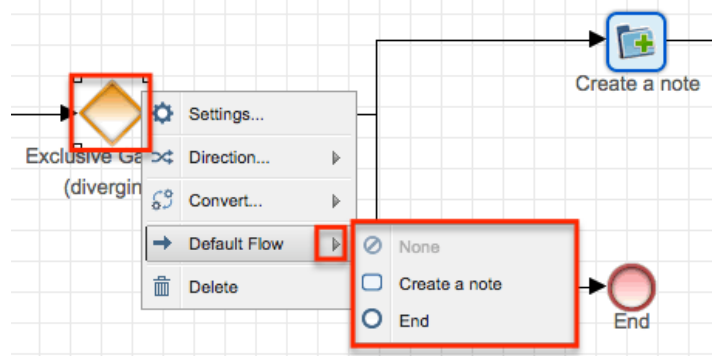 Create a note
Exclusive Ga
(divergin
Settings...
Direction...
Convert...
Default Flow
Delete
None
Create a note
End
End